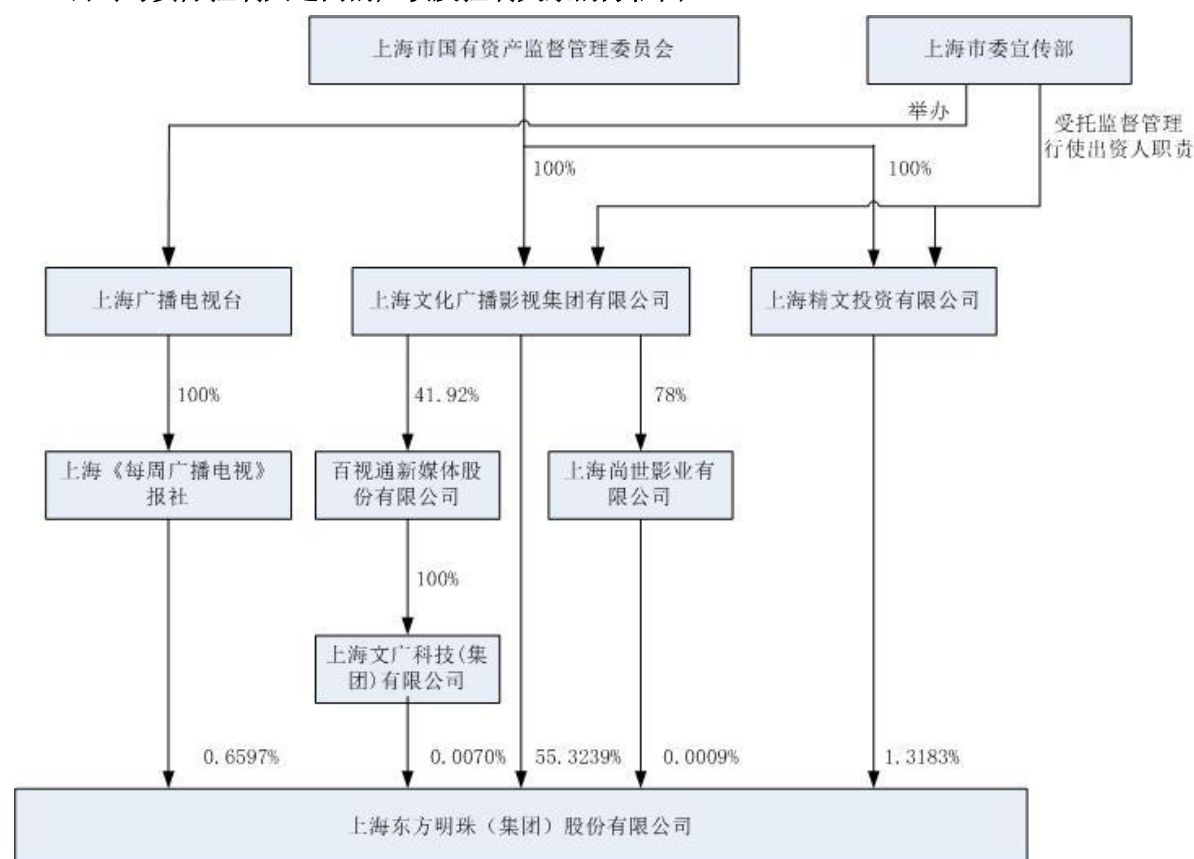 上海市国有资产监督管理委员会
上海市委宣传部
举办
受托监督管理
行使出资人职责
100%
100%
上海广播电视台
上海文化广播影视集团有限公司
上海精文投资有限公司
100%
41.92%
78%
上海《每周广播电视》
报社
百视通新媒体股
份有限公司
上海尚世影业有
限公司
100%
上海文广科技(集
团)有限公司
0.6597%
0.0070%
55.3239%
0.0009%
1.3183%
上海东方明珠（集团）股份有限公司